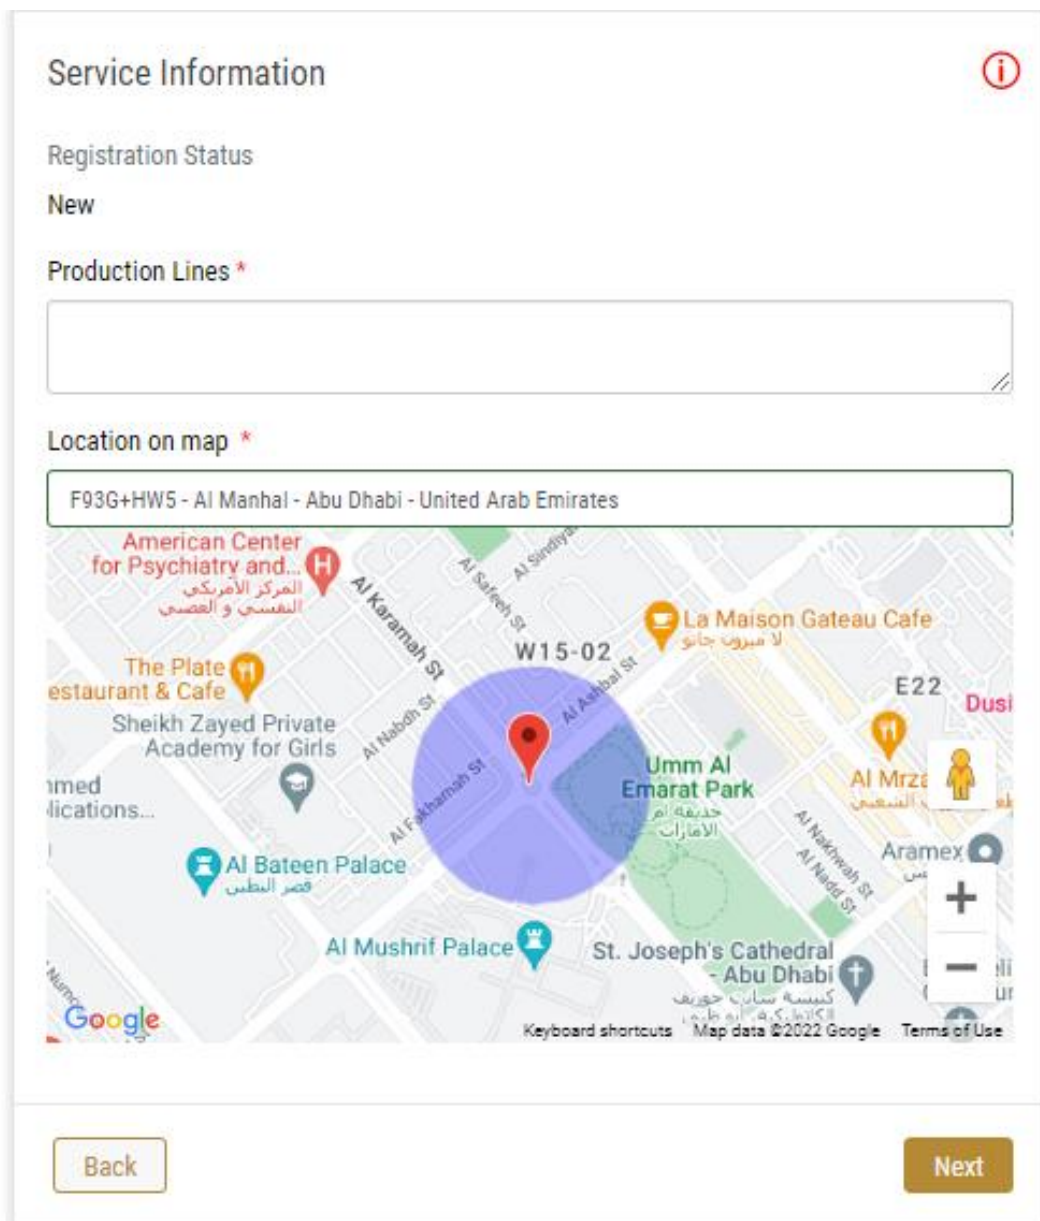 Service Information
Registration Status
New
Production Lines *
Location on map *
F93G+HW5 - Al Manhal - Abu Dhabi - United Arab Emirates
American Center
for Psychiatry and...
المركز الأمريكي
النفسي و العصبي
Al Safeeh St
Al Karamah St
La Maison Gateau Cafe
W15-02
The Plate
estaurant & Cafe
Al Ashbal St
E22
Dusi
Sheikh Zayed Private
Academy for Girls
Al Nabdh St
Umm Al
Emarat Park
حديقة أم
الامارات
Al Mrza
nmed
lications...
Al Fakhamah St
Al Nakhwah St
Al Nadd St
Aramex
Al Bateen Palace
قصر البطين
Al Mushrif Palace
St. Joseph's Cathedral
- Abu Dhabi
Google
Keyboard shortcuts
Map data ©2022 Google
Terms of Use
Back
Next